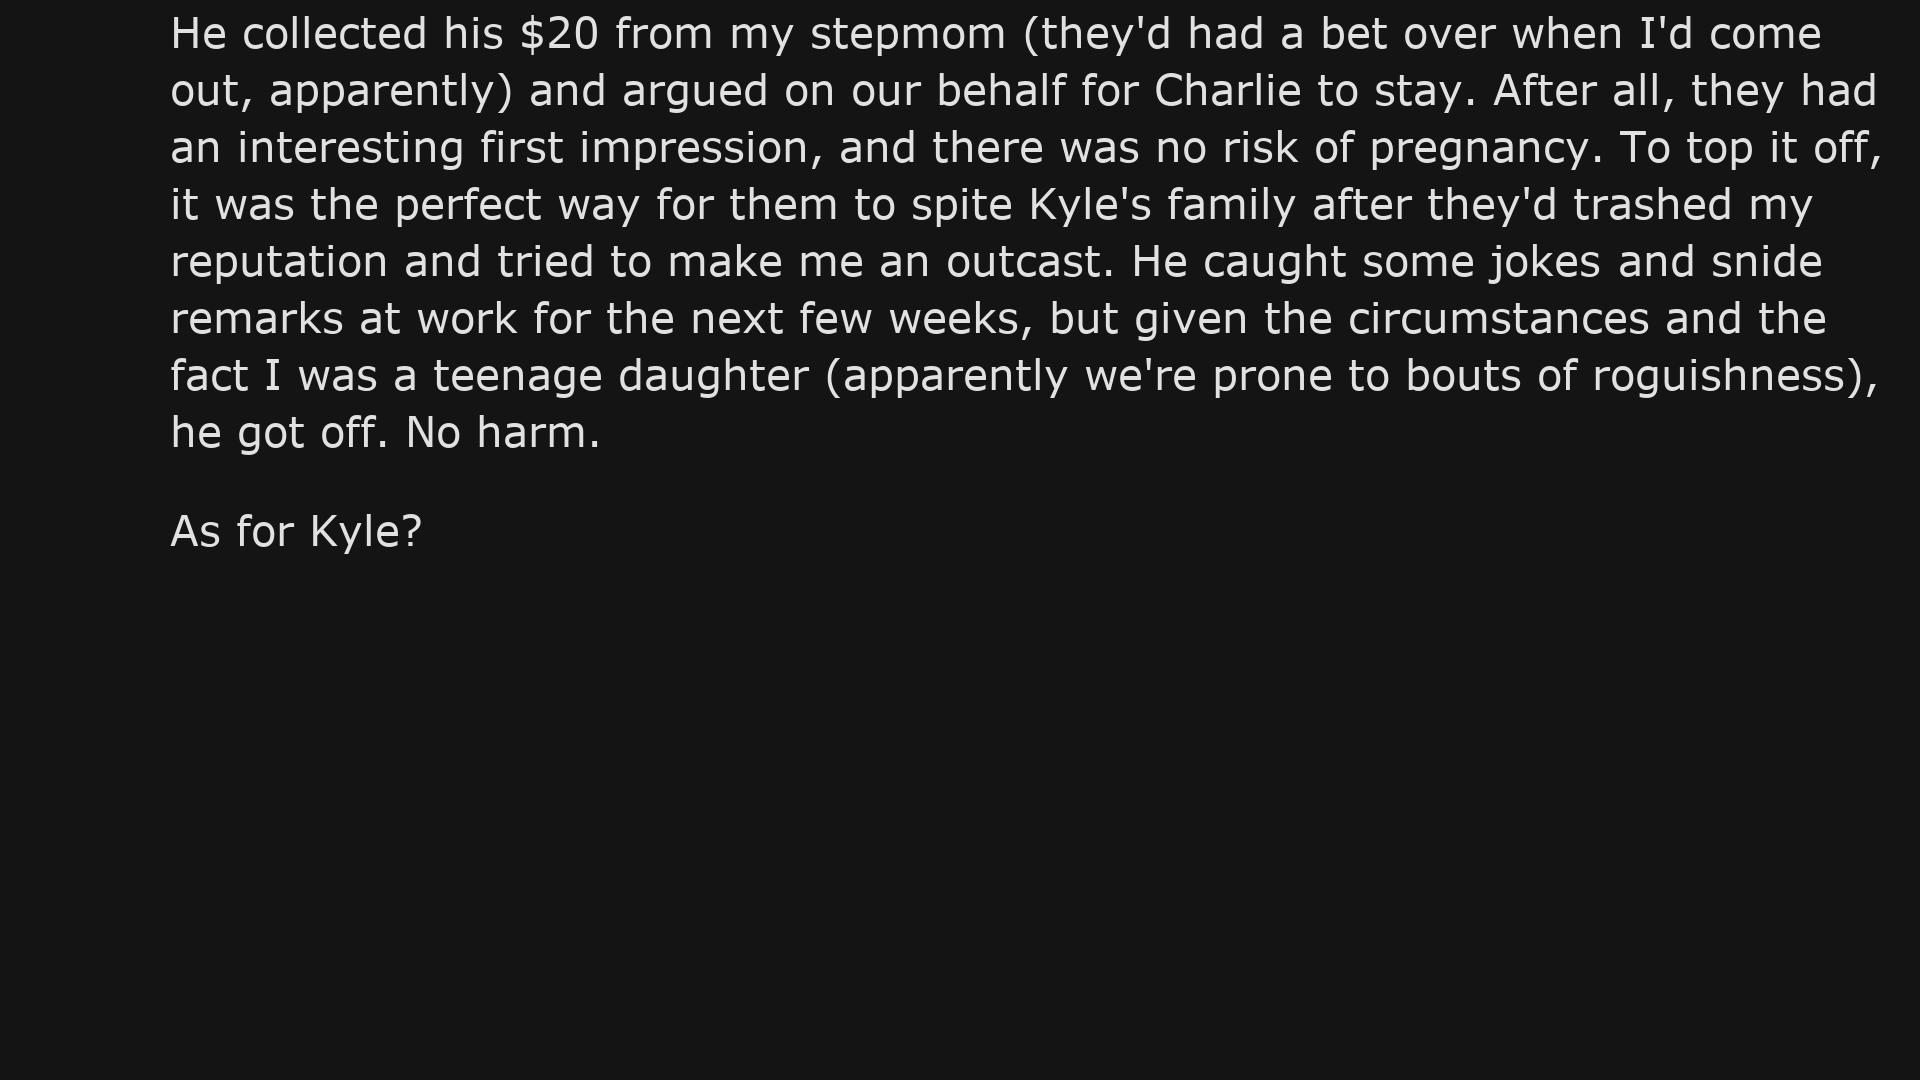 He collected his $20 from my stepmom (they'd had a bet over when I'd come
out, apparently) and argued on our behalf for Charlie to stay. After all, they had
an interesting first impression, and there was no risk of pregnancy. To top it off,
it was the perfect way for them to spite Kyle's family after they'd trashed my
reputation and tried to make me an outcast. He caught some jokes and snide
remarks at work for the next few weeks, but given the circumstances and the
fact I was a teenage daughter (apparently we're prone to bouts of roguishness),
he got off. No harm.
As for Kyle?